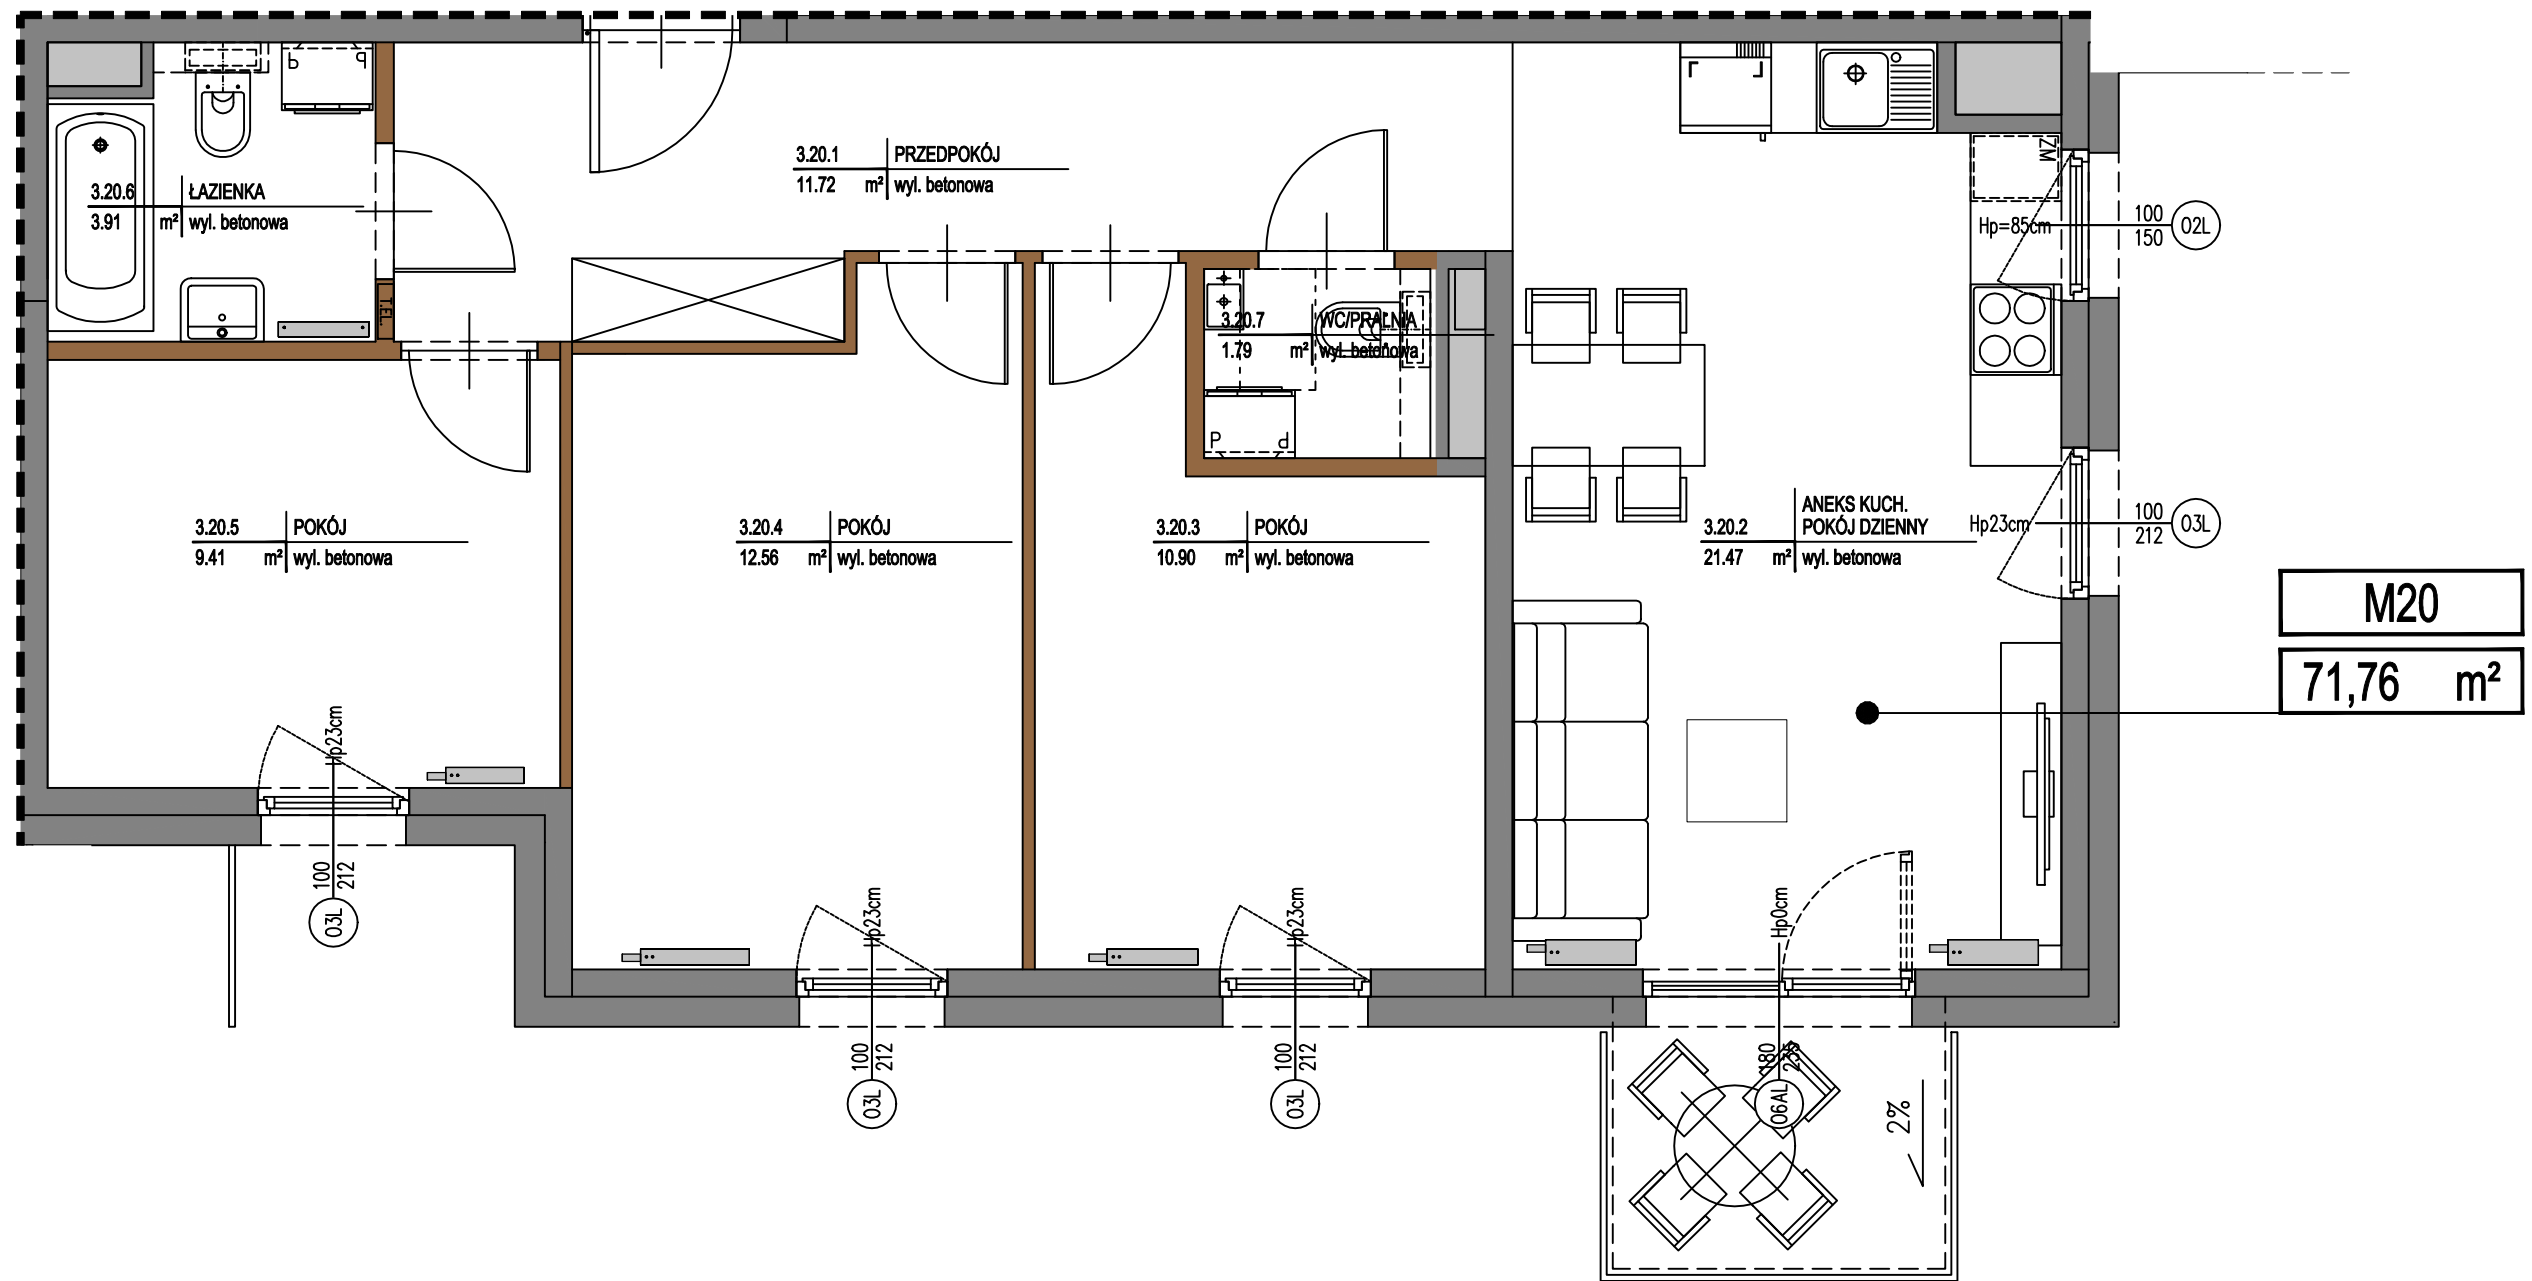 P d
3.20.1 PRZEDPOKÓJ
11.72 m² wyl. betonowa
3.20.6 ŁAZIENKA
3.91 m² wyl. betonowa
T.EL.
ZM
Hp=85cm
100
150
02L
3.20.7 WC/PRALNIA
1.79 m² wyl. betonowa
P d
3.20.5 POKÓJ
9.41 m² wyl. betonowa
3.20.4 POKÓJ
12.56 m² wyl. betonowa
3.20.3 POKÓJ
10.90 m² wyl. betonowa
ANEKS KUCH.
3.20.2 POKÓJ DZIENNY
21.47 m² wyl. betonowa
Hp23cm
100
212
03L
M20
71,76 m²
Hp23cm
100
212
03L
Hp23cm
100
212
03L
Hp23cm
100
212
03L
Hp0cm
180
235
06AL
2%